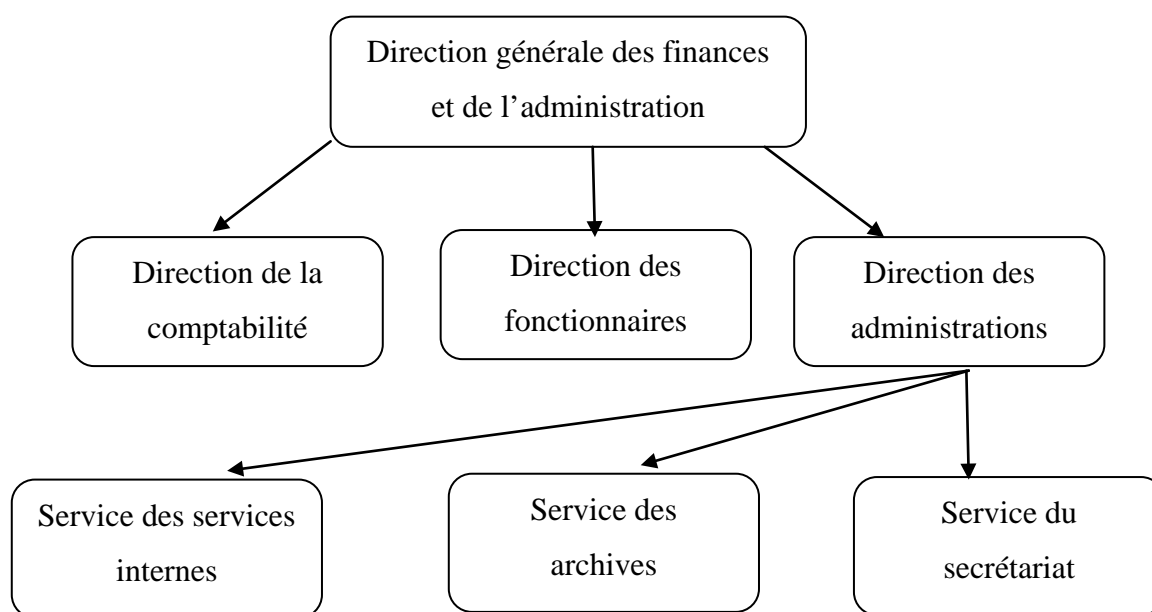 Direction générale des finances
et de l’administration
Direction de la
comptabilité
Direction des
fonctionnaires
Direction des
administrations
Service des services
internes
Service des
archives
Service du
secrétariat